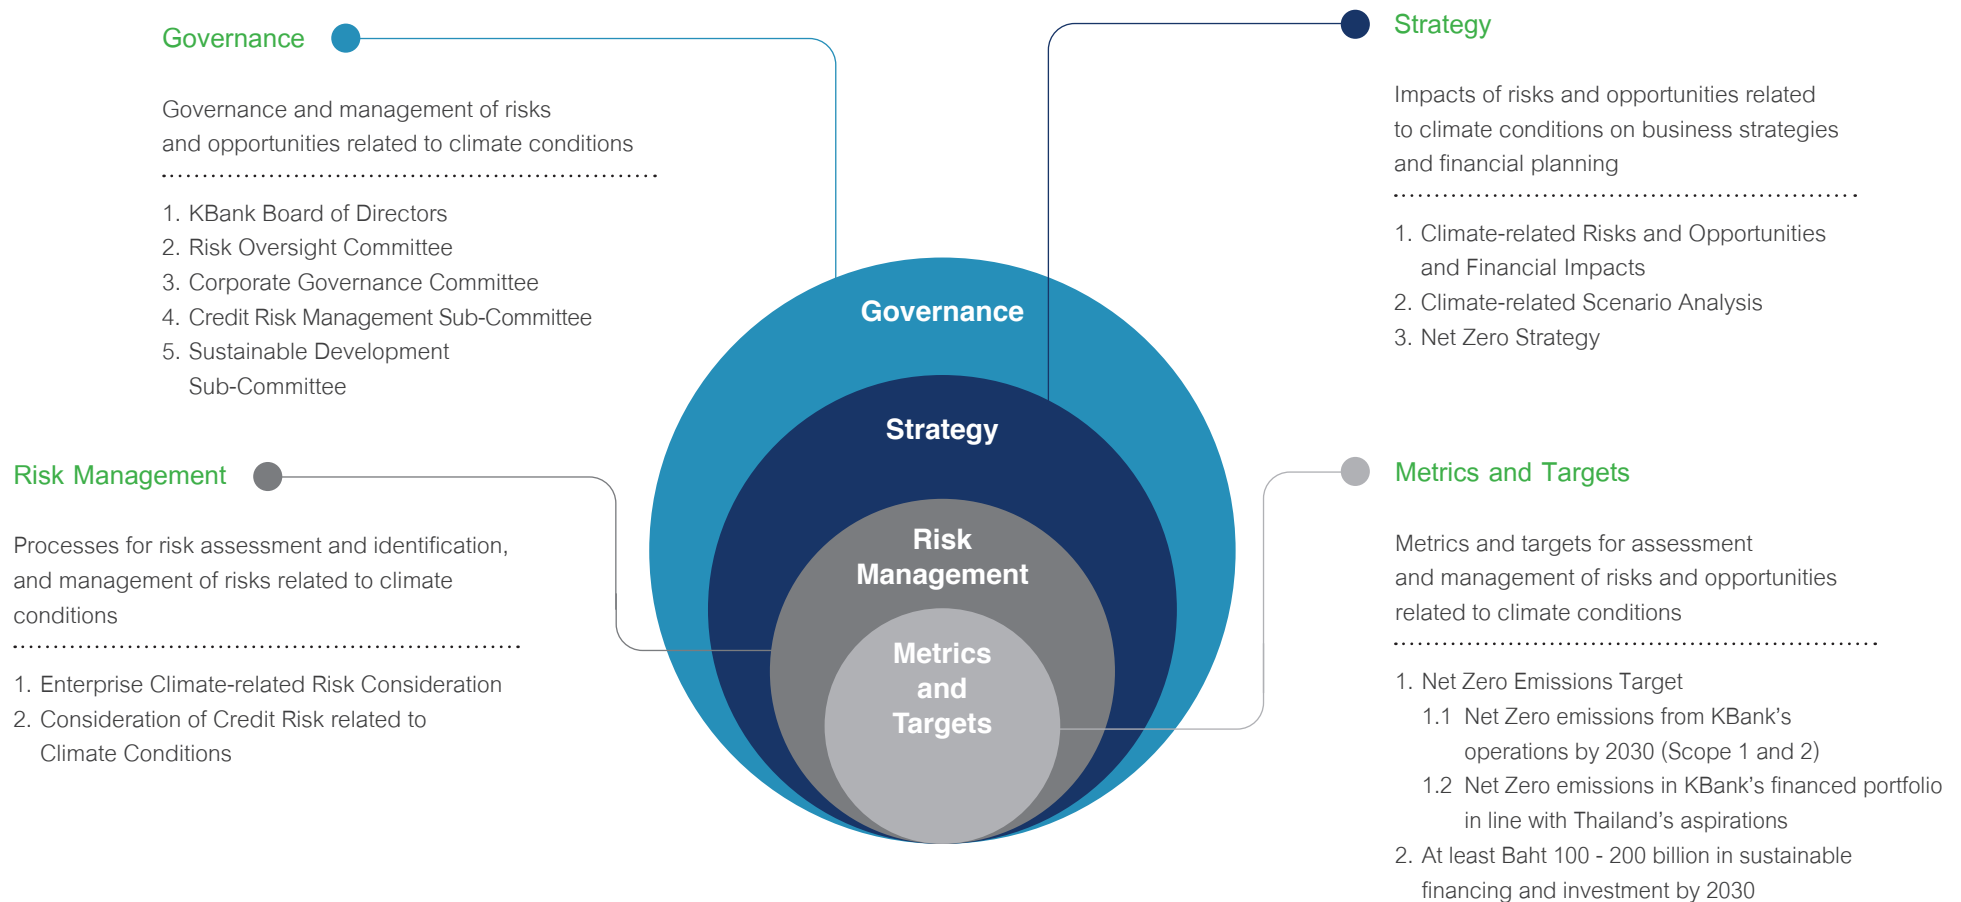 Governance
Governance and management of risks
and opportunities related to climate conditions
1. KBank Board of Directors
2. Risk Oversight Committee
3. Corporate Governance Committee
4. Credit Risk Management Sub-Committee
5. Sustainable Development
Sub-Committee
Strategy
Impacts of risks and opportunities related
to climate conditions on business strategies
and financial planning
1. Climate-related Risks and Opportunities
and Financial Impacts
2. Climate-related Scenario Analysis
3. Net Zero Strategy
Governance
Strategy
Risk
Management
Metrics
and
Targets
Risk Management
Processes for risk assessment and identification,
and management of risks related to climate
conditions
1. Enterprise Climate-related Risk Consideration
2. Consideration of Credit Risk related to
Climate Conditions
Metrics and Targets
Metrics and targets for assessment
and management of risks and opportunities
related to climate conditions
1. Net Zero Emissions Target
1.1 Net Zero emissions from KBank’s
operations by 2030 (Scope 1 and 2)
1.2 Net Zero emissions in KBank’s financed portfolio
in line with Thailand’s aspirations
2. At least Baht 100 - 200 billion in sustainable
financing and investment by 2030